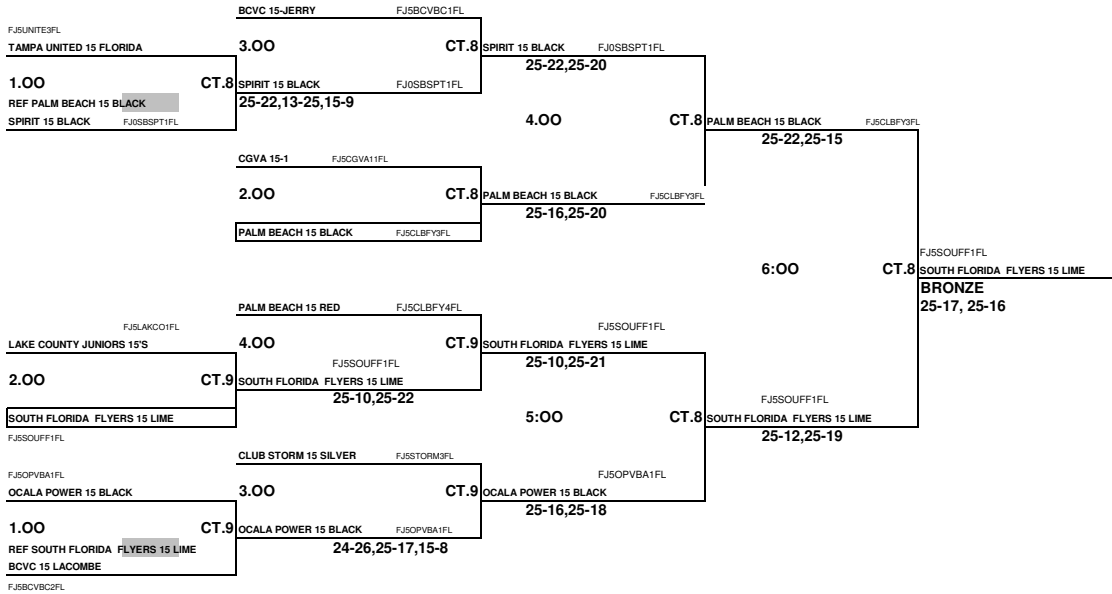 BCVC 15-JERRY FJ5BCVBC1FL
FJ5UNITE3FL
TAMPA UNITED 15 FLORIDA
3.OO CT.8 SPIRIT 15 BLACK FJ0SBSPT1FL
25-22,25-20
1.OO CT.8 SPIRIT 15 BLACK FJ0SBSPT1FL
REF PALM BEACH 15 BLACK
25-22,13-25,15-9
SPIRIT 15 BLACK FJ0SBSPT1FL
4.OO CT.8 PALM BEACH 15 BLACK FJ5CLBFY3FL
25-22,25-15
CGVA 15-1 FJ5CGVA11FL
2.OO CT.8 PALM BEACH 15 BLACK FJ5CLBFY3FL
25-16,25-20
PALM BEACH 15 BLACK FJ5CLBFY3FL
FJ5SOUFF1FL
6:OO CT.8 SOUTH FLORIDA FLYERS 15 LIME
BRONZE
25-17, 25-16
PALM BEACH 15 RED FJ5CLBFY4FL
FJ5LAKCO1FL
FJ5SOUFF1FL
LAKE COUNTY JUNIORS 15'S
4.OO CT.9 SOUTH FLORIDA FLYERS 15 LIME
FJ5SOUFF1FL
25-10,25-21
2.OO CT.9 SOUTH FLORIDA FLYERS 15 LIME
25-10,25-22
FJ5SOUFF1FL
SOUTH FLORIDA FLYERS 15 LIME
5:OO CT.8 SOUTH FLORIDA FLYERS 15 LIME
FJ5SOUFF1FL
25-12,25-19
CLUB STORM 15 SILVER FJ5STORM3FL
FJ5OPVBA1FL
FJ5OPVBA1FL
OCALA POWER 15 BLACK
3.OO CT.9 OCALA POWER 15 BLACK
25-16,25-18
1.OO CT.9 OCALA POWER 15 BLACK FJ5OPVBA1FL
REF SOUTH FLORIDA FLYERS 15 LIME
24-26,25-17,15-8
BCVC 15 LACOMBE
FJ5BCVBC2FL